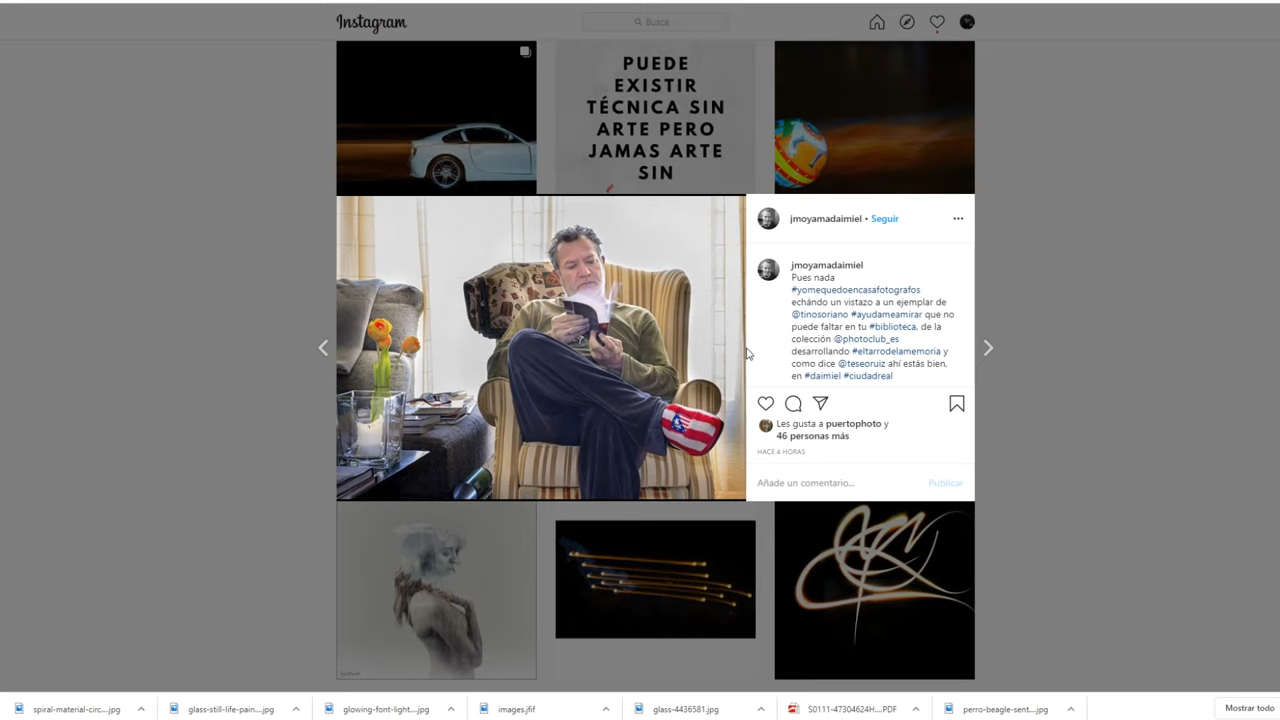 Instagram
Busca
PUEDE
EXISTIR
TÉCNICA SIN
ARTE PERO
JAMAS ARTE
SIN
jmoyamadaimiel • Seguir
jmoyamadaimiel
Pues nada
#yomequedoencasafotografos
echándo un vistazo a un ejemplar de
@tinosoriano #ayudameamirar que no
puede faltar en tu #biblioteca, de la
colección @photoclub_es
desarrollando #eltarrodelamemoria y
como dice @teseoruiz ahí estás bien,
en #daimiel #ciudadreal
Les gusta a puertophoto y
46 personas más
HACE 4 HORAS
Añade un comentario...
Publicar
spiral-material-circ....jpg
glass-still-life-pain....jpg
glowing-font-light....jpg
images.jfif
glass-4436581.jpg
S0111-47304624H....PDF
perro-beagle-sent....jpg
Mostrar todo